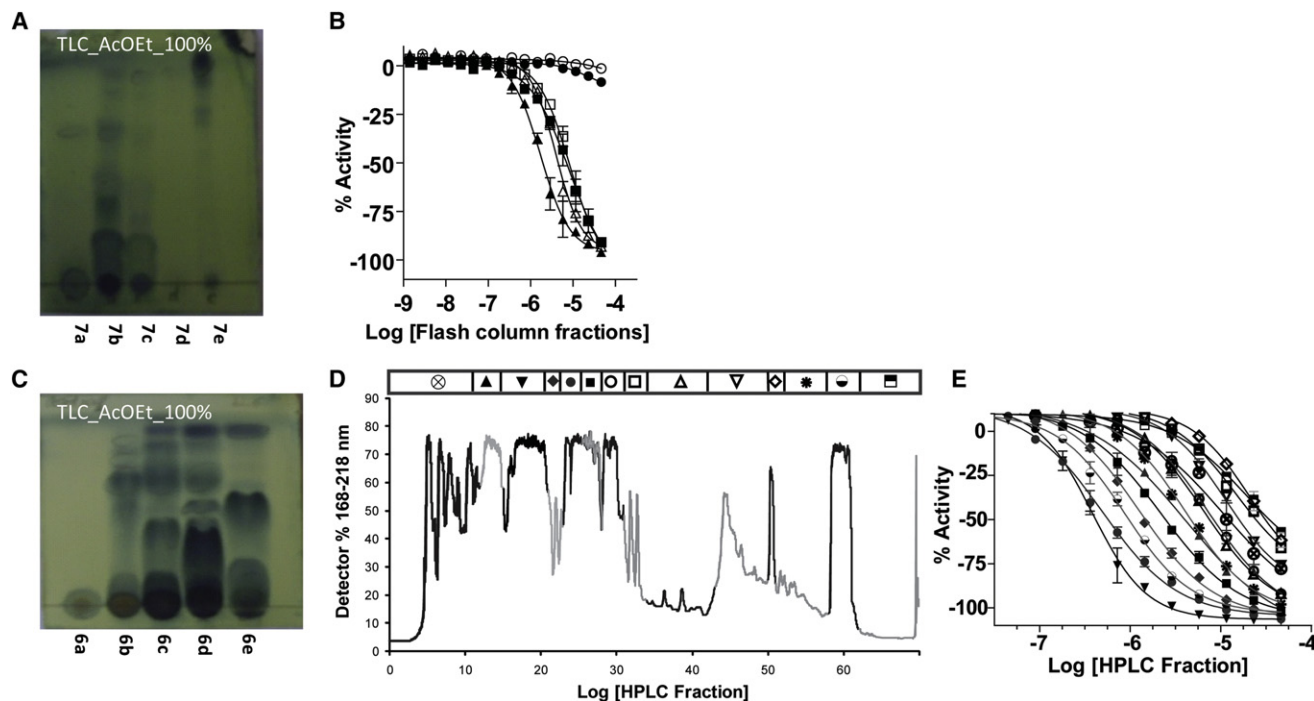 A
TLC_AcOEt_100%
7a 7b 7c 7d 7e
B
0
-25
-50
-75
-100
% Activity
-9 -8 -7 -6 -5 -4
Log [Flash column fractions]
C
TLC_AcOEt_100%
6a 6b 6c 6d 6e
D
90
80
70
60
50
40
30
20
10
0
Detector % 168-218 nm
0 10 20 30 40 50 60
Log [HPLC Fraction]
E
0
-25
-50
-75
-100
% Activity
-7 -6 -5 -4
Log [HPLC Fraction]